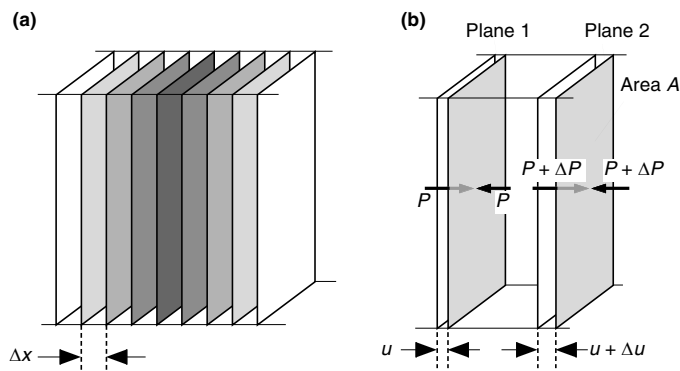 (a)
Δx
(b)
Plane 1
Plane 2
Area A
P + ΔP
P + ΔP
P
P
u
u + Δu